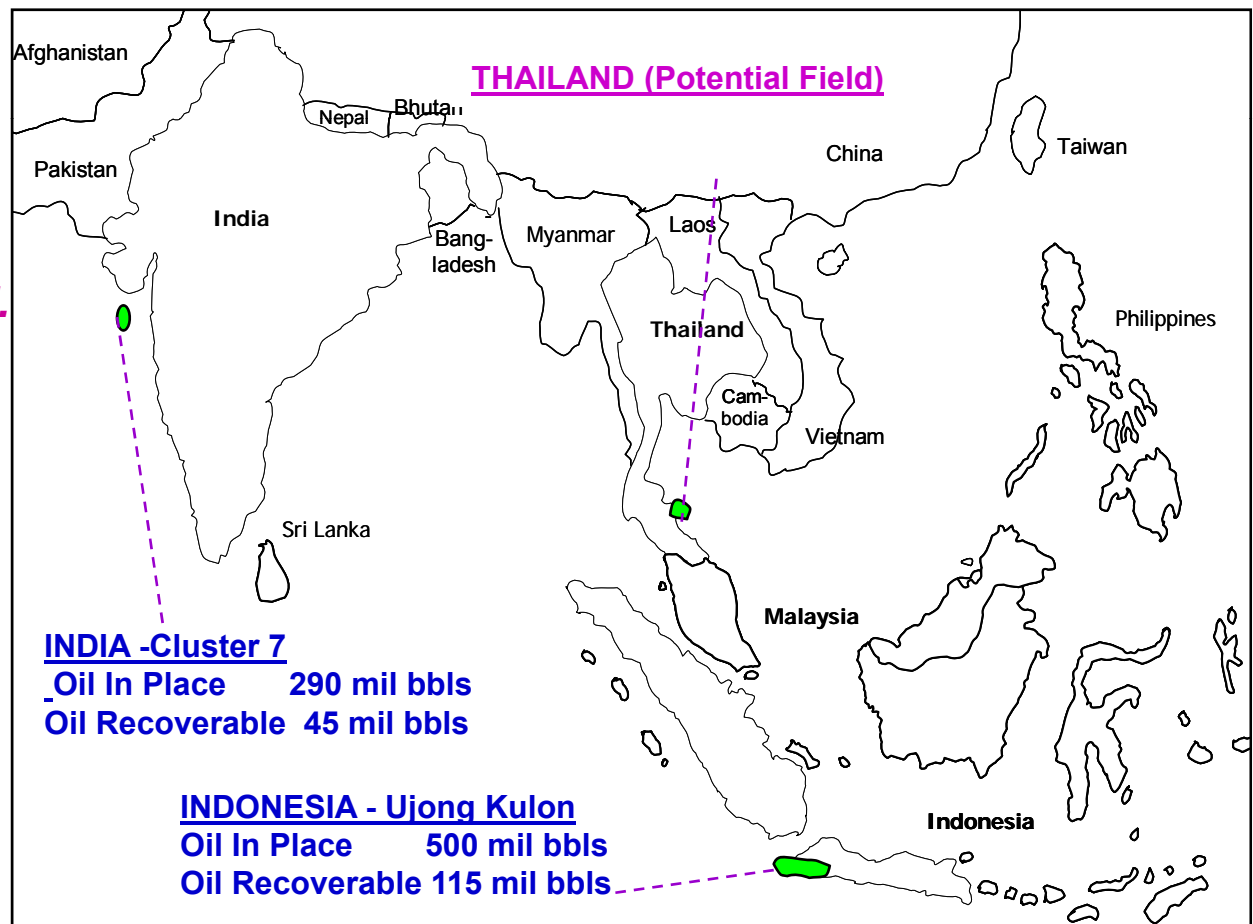 Afghanistan
THAILAND (Potential Field)
Nepal
Bhutan
China
Taiwan
Pakistan
India
Bang-
ladesh
Myanmar
Laos
Thailand
Philippines
Cam-
bodia
Vietnam
Sri Lanka
Malaysia
INDIA -Cluster 7
Oil In Place 290 mil bbls
Oil Recoverable 45 mil bbls
INDONESIA - Ujong Kulon
Oil In Place 500 mil bbls
Oil Recoverable 115 mil bbls
Indonesia